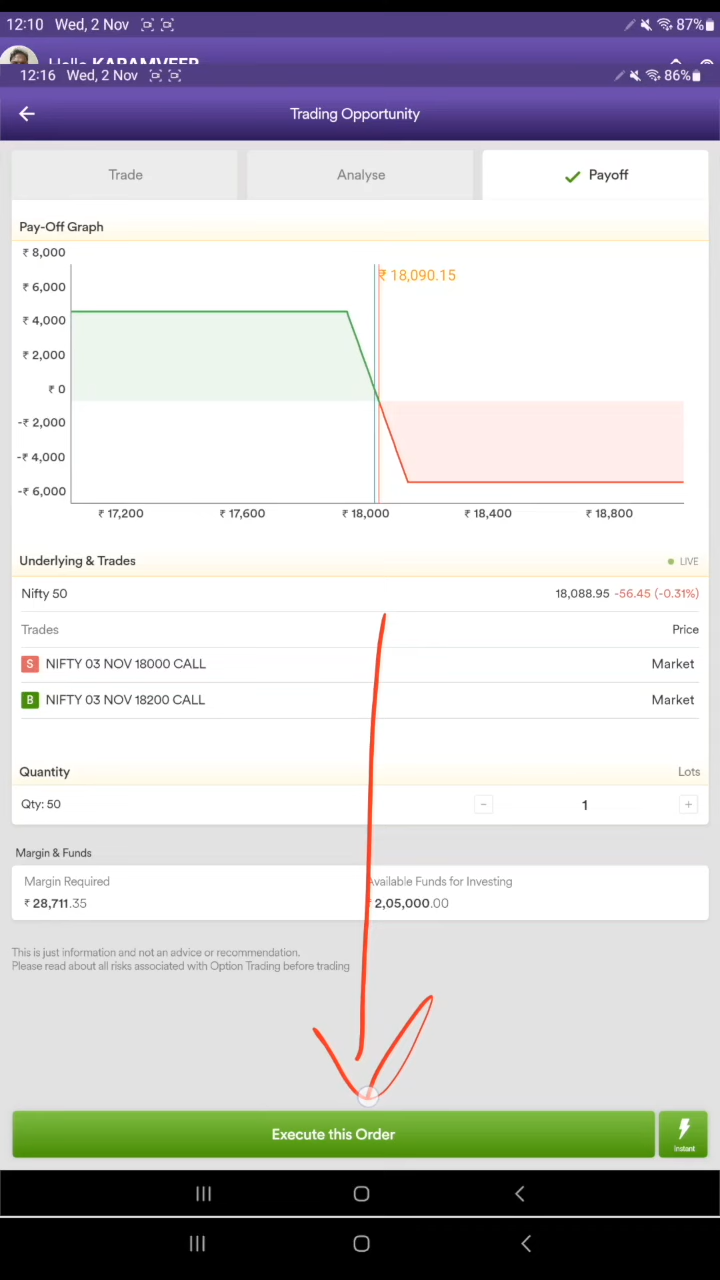 12:10 Wed, 2 Nov 87%
12:16 Wed, 2 Nov 86%
Trading Opportunity
Trade Analyse Payoff
Pay-Off Graph
₹ 8,000
₹ 18,090.15
₹ 6,000
₹ 4,000
₹ 2,000
₹ 0
-₹ 2,000
-₹ 4,000
-₹ 6,000
₹ 17,200 ₹ 17,600 ₹ 18,000 ₹ 18,400 ₹ 18,800
Underlying & Trades LIVE
Nifty 50 18,088.95 -56.45 (-0.31%)
Trades Price
S NIFTY 03 NOV 18000 CALL Market
B NIFTY 03 NOV 18200 CALL Market
Quantity Lots
Qty: 50 - 1 +
Margin & Funds
Margin Required Available Funds for Investing
₹ 28,711.35 ₹ 2,05,000.00
This is just information and not an advice or recommendation.
Please read about all risks associated with Option Trading before trading
Execute this Order Instant